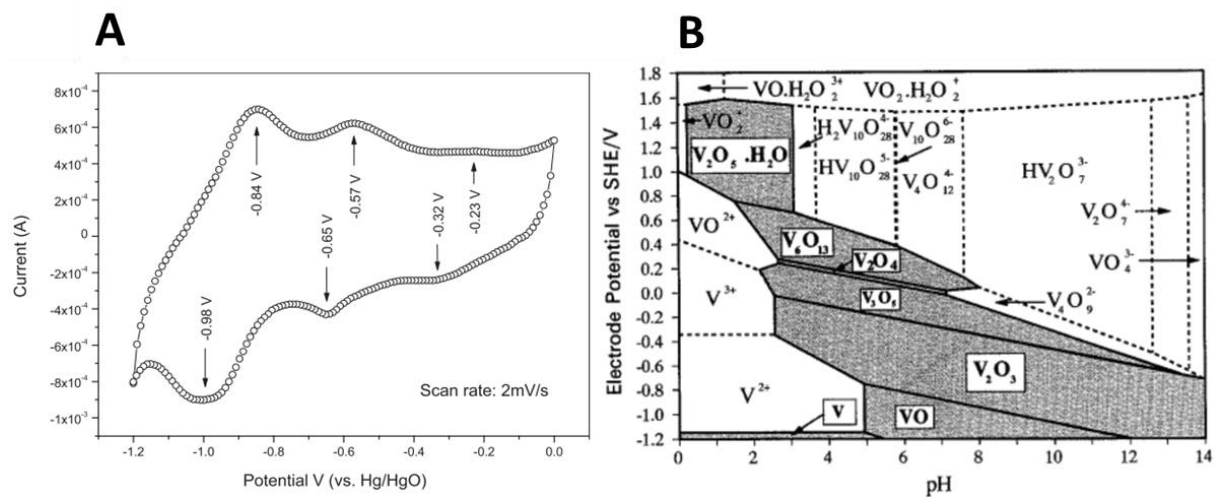 A
8x10⁻⁴
6x10⁻⁴
4x10⁻⁴
2x10⁻⁴
0
-2x10⁻⁴
-4x10⁻⁴
-6x10⁻⁴
-8x10⁻⁴
-1x10⁻³
Current (A)
-0.84 V
-0.57 V
-0.23 V
-0.32 V
-0.65 V
-0.98 V
Scan rate: 2mV/s
-1.2 -1.0 -0.8 -0.6 -0.4 -0.2 0.0
Potential V (vs. Hg/HgO)
B
Electrode Potential vs SHE/V
1.8
1.6
1.4
1.2
1.0
0.8
0.6
0.4
0.2
0.0
-0.2
-0.4
-0.6
-0.8
-1.0
-1.2
VO.H₂O₂³⁺ VO₂.H₂O₂⁺
VO₂⁺
V₂O₅ .H₂O
H₂V₁₀O₂₈⁴⁻
HV₁₀O₂₈⁵⁻
V₁₀O₂₈⁶⁻
V₄O₁₂⁴⁻
HV₂O₇³⁻
V₂O₇⁴⁻
VO₄³⁻
VO²⁺
V₆O₁₃
V₂O₄
V³⁺
V₄O₉²⁻
V₂O₃
V²⁺
V
VO
0 2 4 6 8 10 12 14
pH